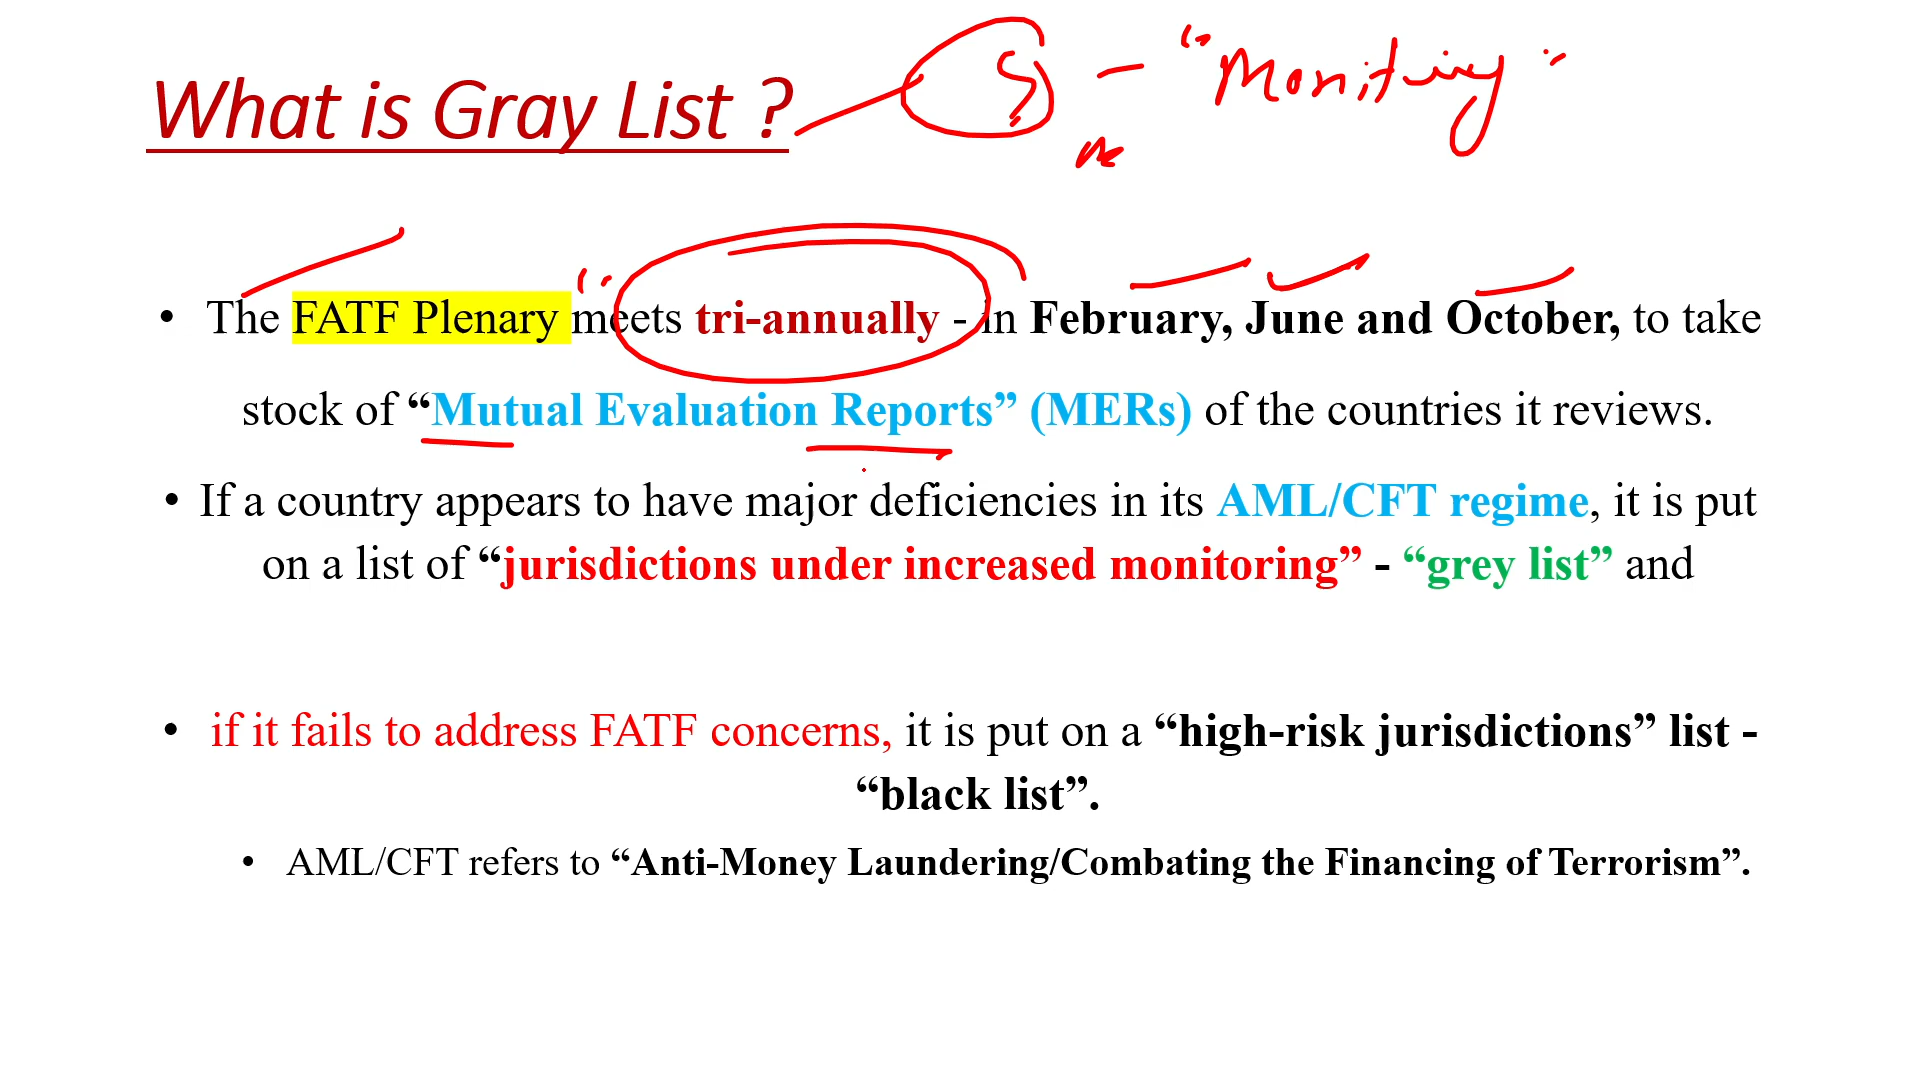 What is Gray List ?
- “Monitring”
• The FATF Plenary meets tri-annually - in February, June and October, to take
stock of “Mutual Evaluation Reports” (MERs) of the countries it reviews.
• If a country appears to have major deficiencies in its AML/CFT regime, it is put
on a list of “jurisdictions under increased monitoring” - “grey list” and
• if it fails to address FATF concerns, it is put on a “high-risk jurisdictions” list -
“black list”.
• AML/CFT refers to “Anti-Money Laundering/Combating the Financing of Terrorism”.